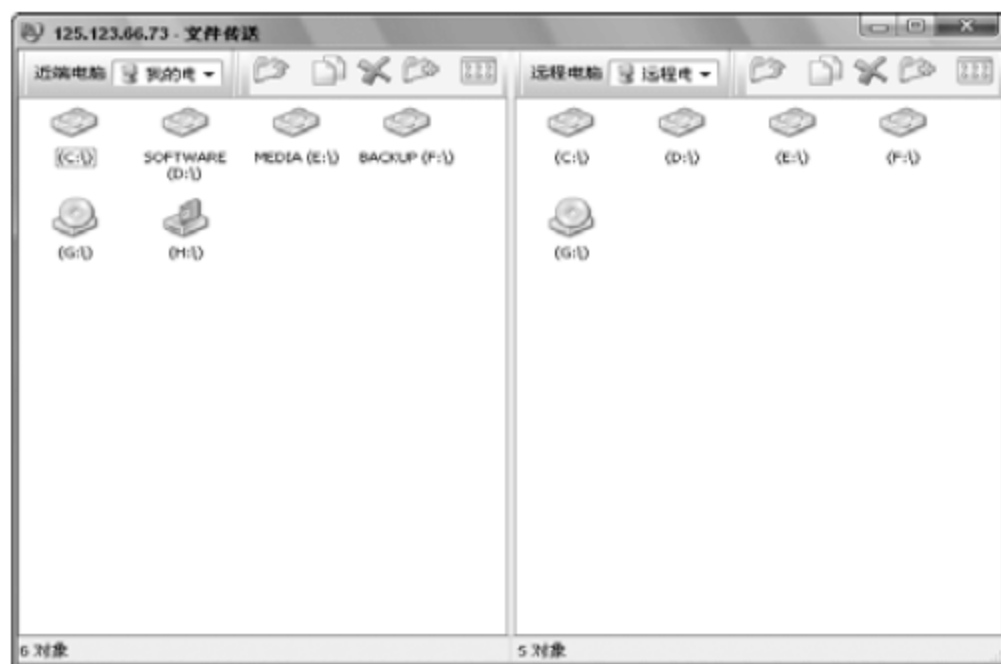 125.123.66.73 - 文件传送
近端电脑 我的电
(C:\)
SOFTWARE (D:\)
MEDIA (E:\)
BACKUP (F:\)
(G:\)
(H:\)
6 对象
远程电脑 远程电
(C:\)
(D:\)
(E:\)
(F:\)
(G:\)
5 对象